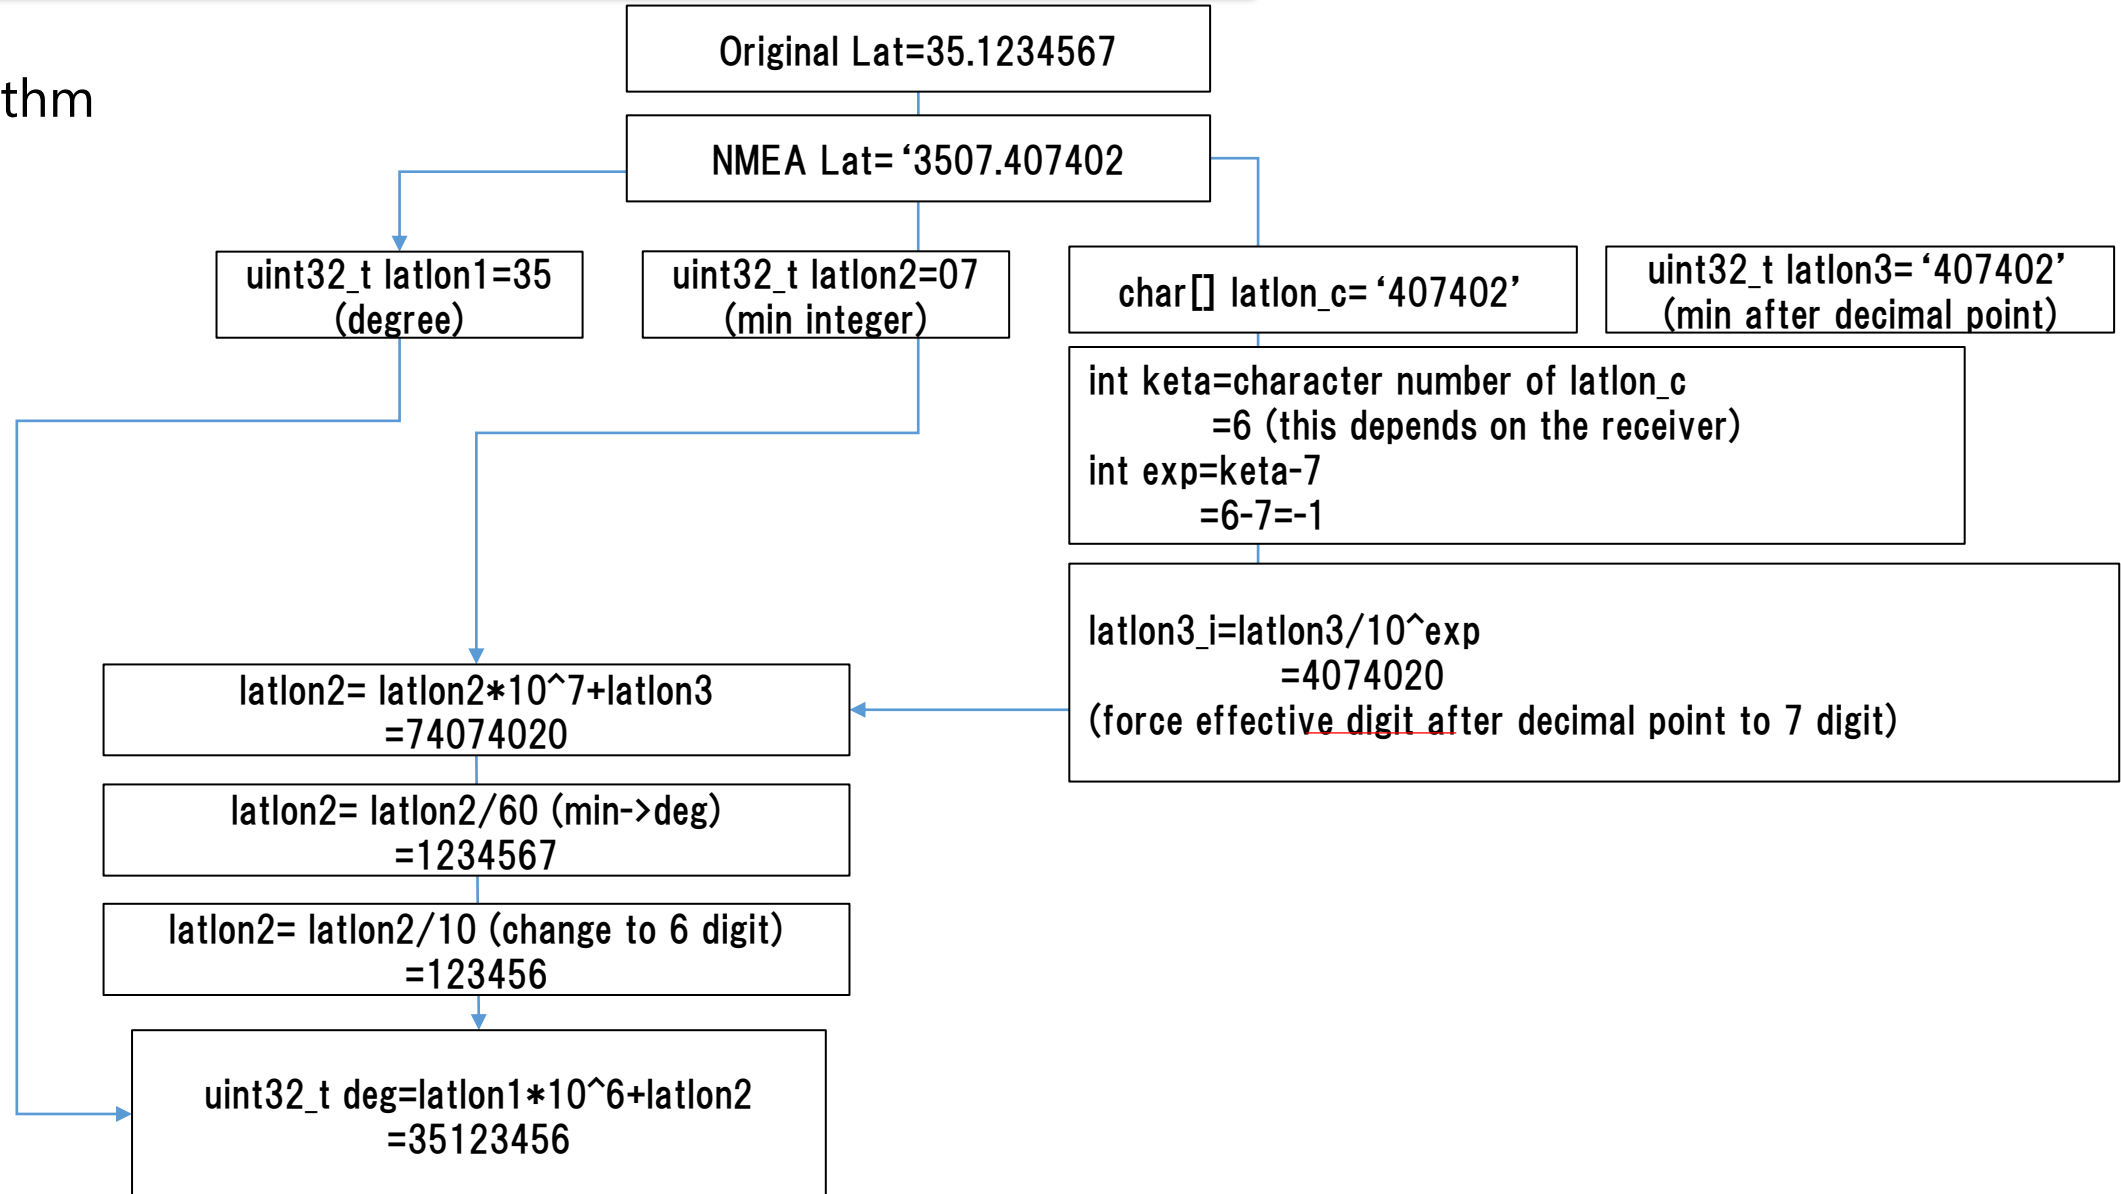 thm
Original Lat=35.1234567
NMEA Lat=‘3507.407402
uint32_t latlon1=35
(degree)
uint32_t latlon2=07
(min integer)
char[] latlon_c=‘407402’
uint32_t latlon3=‘407402’
(min after decimal point)
int keta=character number of latlon_c
=6 (this depends on the receiver)
int exp=keta-7
=6-7=-1
latlon3_i=latlon3/10^exp
=4074020
(force effective digit after decimal point to 7 digit)
latlon2= latlon2*10^7+latlon3
=74074020
latlon2= latlon2/60 (min->deg)
=1234567
latlon2= latlon2/10 (change to 6 digit)
=123456
uint32_t deg=latlon1*10^6+latlon2
=35123456